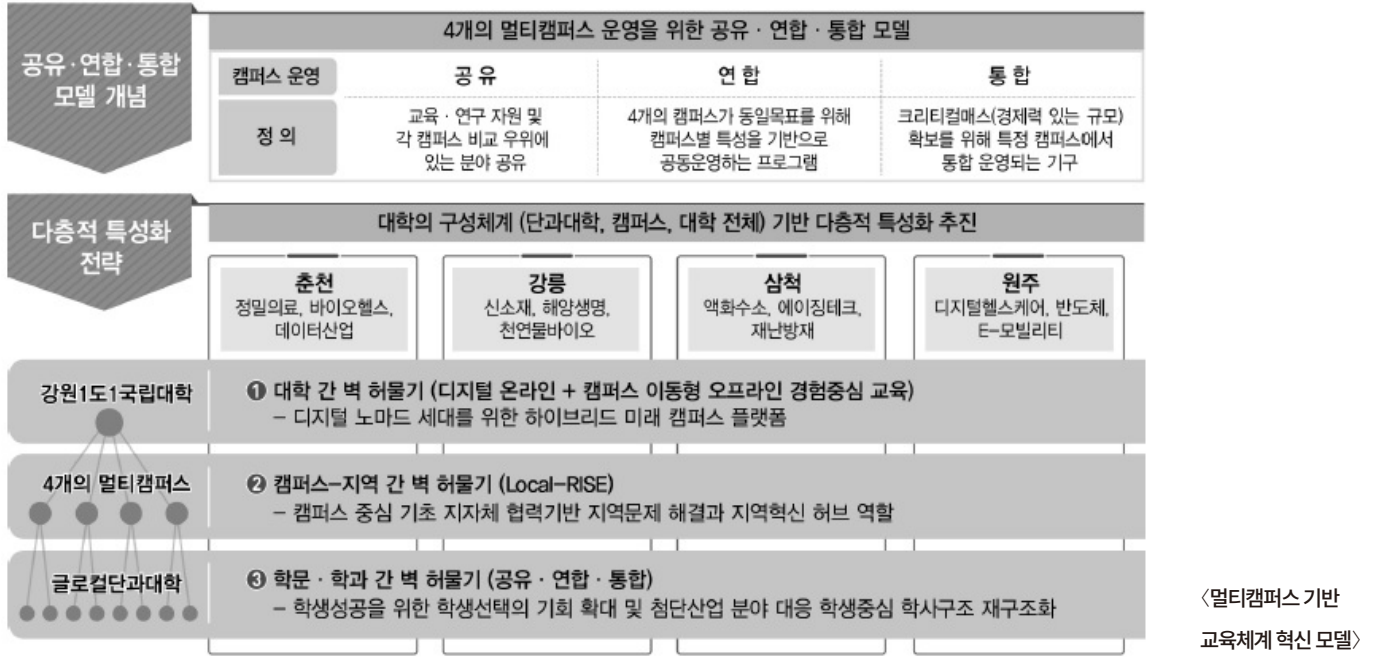 공유·연합·통합
모델 개념
4개의 멀티캠퍼스 운영을 위한 공유·연합·통합 모델
캠퍼스 운영
공 유
연 합
통 합
정 의
교육·연구 자원 및
각 캠퍼스 비교 우위에
있는 분야 공유
4개의 캠퍼스가 동일목표를 위해
캠퍼스별 특성을 기반으로
공동운영하는 프로그램
크리티컬매스(경제력 있는 규모)
확보를 위해 특정 캠퍼스에서
통합 운영되는 기구
다층적 특성화
전략
대학의 구성체계 (단과대학, 캠퍼스, 대학 전체) 기반 다층적 특성화 추진
춘천
정밀의료, 바이오헬스,
데이터산업
강릉
신소재, 해양생명,
천연물바이오
삼척
액화수소, 에이징테크,
재난방재
원주
디지털헬스케어, 반도체,
E-모빌리티
강원1도1국립대학
❶ 대학 간 벽 허물기 (디지털 온라인 + 캠퍼스 이동형 오프라인 경험중심 교육)
– 디지털 노마드 세대를 위한 하이브리드 미래 캠퍼스 플랫폼
4개의 멀티캠퍼스
❷ 캠퍼스-지역 간 벽 허물기 (Local-RISE)
– 캠퍼스 중심 기초 지자체 협력기반 지역문제 해결과 지역혁신 허브 역할
글로컬단과대학
❸ 학문·학과 간 벽 허물기 (공유·연합·통합)
– 학생성공을 위한 학생선택의 기회 확대 및 첨단산업 분야 대응 학생중심 학사구조 재구조화
〈멀티캠퍼스 기반
교육체계 혁신 모델〉